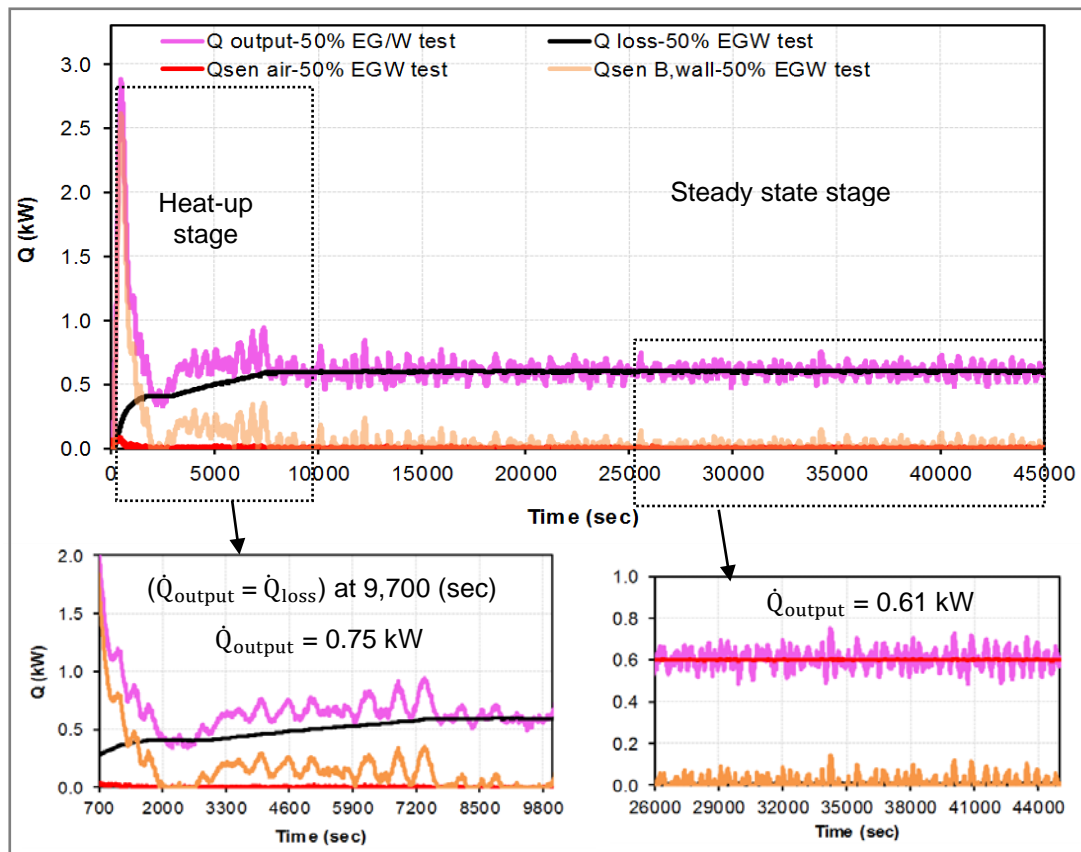 Q output-50% EG/W test
Q loss-50% EGW test
Qsen air-50% EGW test
Qsen B,wall-50% EGW test
3.0
2.5
2.0
1.5
1.0
0.5
0.0
Q (kW)
Heat-up
stage
Steady state stage
0 5000 10000 15000 20000 25000 30000 35000 40000 45000
Time (sec)
2.0
1.5
1.0
0.5
0.0
Q (kW)
(Q̇output = Q̇loss) at 9,700 (sec)
Q̇output = 0.75 kW
700 2000 3300 4600 5900 7200 8500 9800
Time (sec)
1.0
0.8
0.6
0.4
0.2
0.0
Q̇output = 0.61 kW
26000 29000 32000 35000 38000 41000 44000
Time (sec)